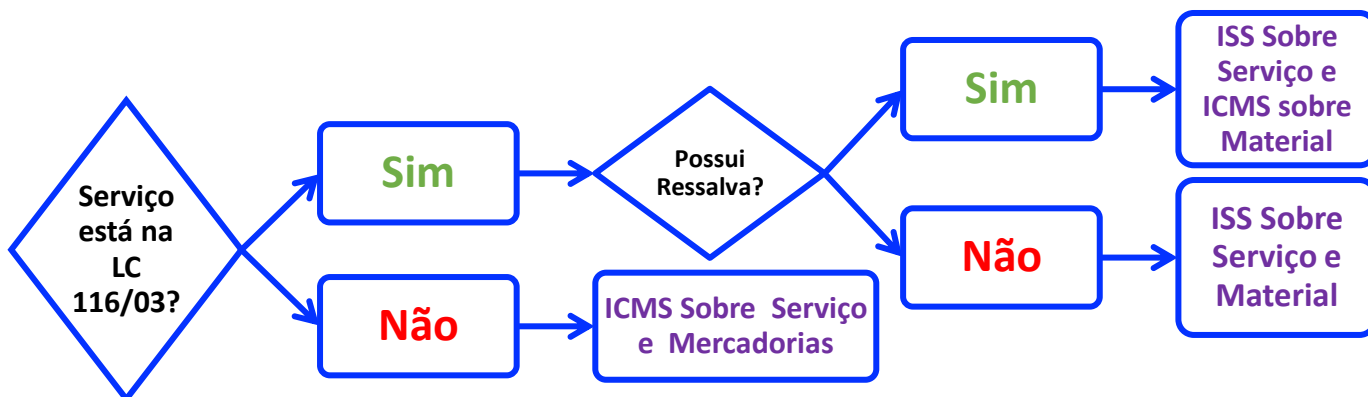 Serviço
está na
LC
116/03?
Sim
Não
Possui
Ressalva?
ICMS Sobre Serviço
e Mercadorias
Sim
Não
ISS Sobre
Serviço e
ICMS sobre
Material
ISS Sobre
Serviço e
Material